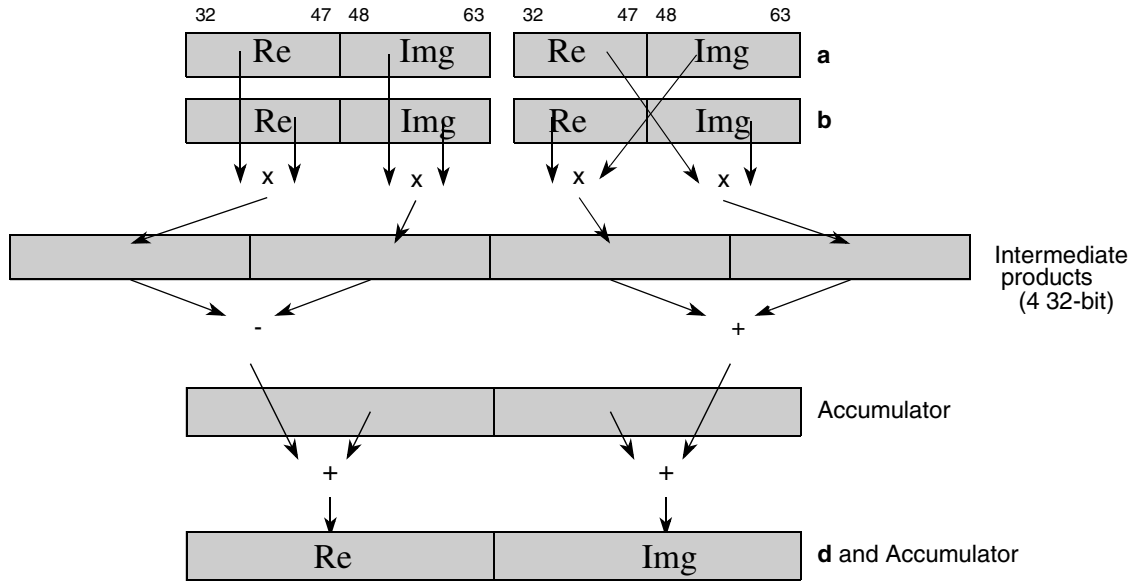 32 47 48 63 32 47 48 63
Re Img Re Img a
Re Img Re Img b
x x x x
Intermediate
products
(4 32-bit)
- +
Accumulator
+ +
Re Img d and Accumulator